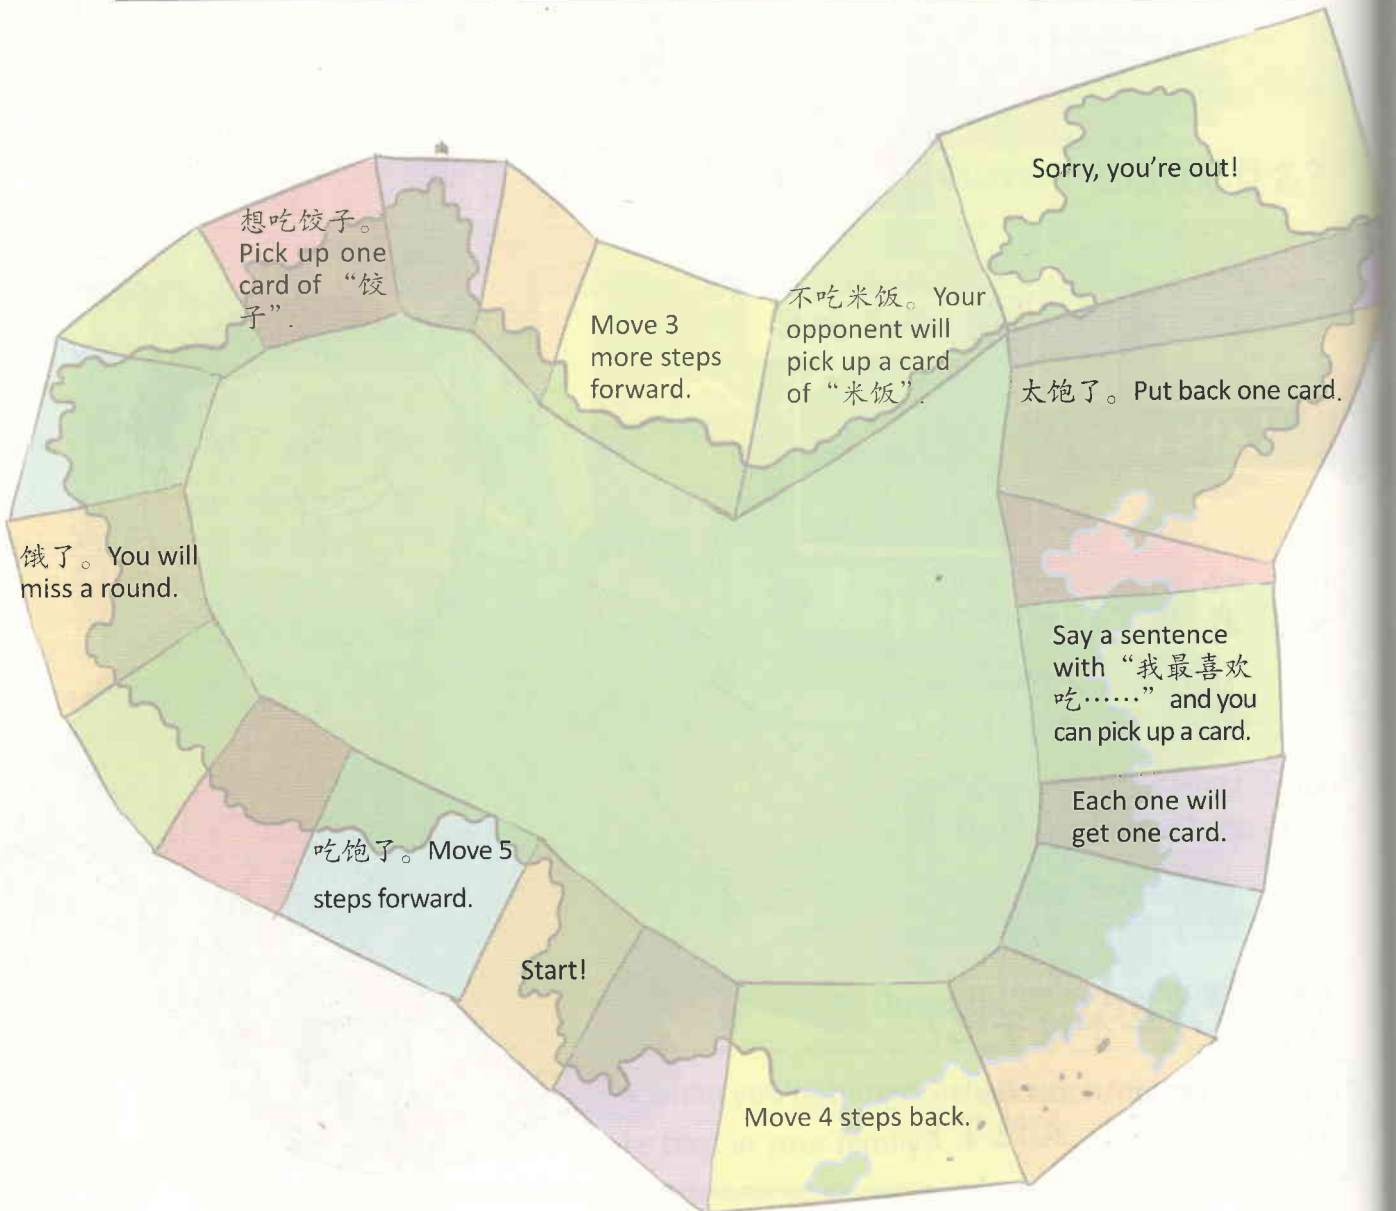 Sorry, you're out!
想吃饺子。
Pick up one
card of “饺
子”.
Move 3
more steps
forward.
不吃米饭。Your
opponent will
pick up a card
of “米饭”.
太饱了。Put back one card.
饿了。You will
miss a round.
Say a sentence
with “我最喜欢
吃……” and you
can pick up a card.
Each one will
get one card.
吃饱了。Move 5
steps forward.
Start!
Move 4 steps back.